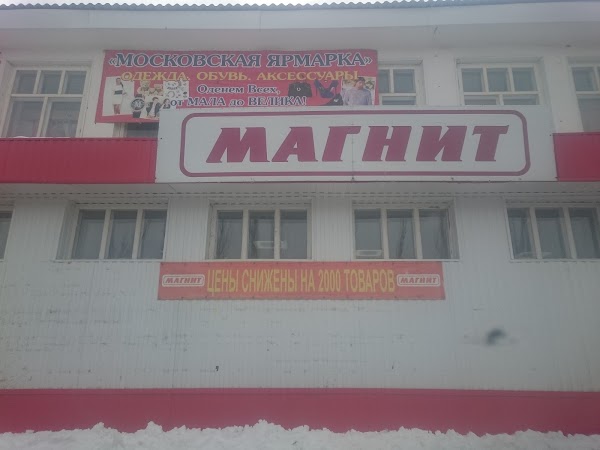 «МОСКОВСКАЯ ЯРМАРКА»
ОДЕЖДА. ОБУВЬ. АКСЕССУАРЫ
Оденем Всех,
от МАЛА до ВЕЛИКА!
МАГНИТ
МАГНИТ ЦЕНЫ СНИЖЕНЫ НА 2000 ТОВАРОВ МАГНИТ